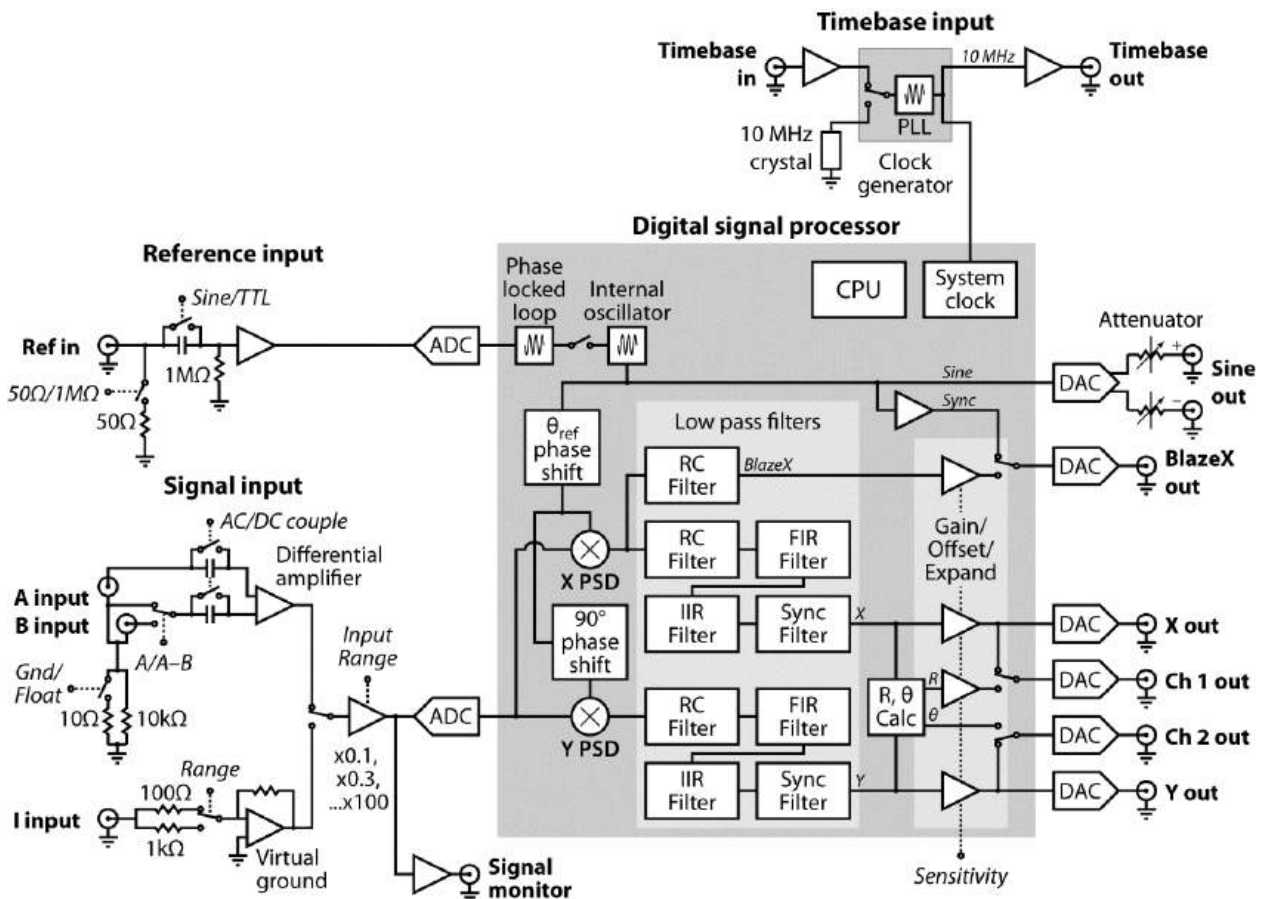 Timebase input
Timebase
in
10 MHz
Timebase
out
PLL
10 MHz
crystal
Clock
generator
Digital signal processor
Reference input
Sine/TTL
Ref in
1MΩ
50Ω/1MΩ
50Ω
ADC
Phase
locked
loop
Internal
oscillator
CPU
System
clock
Attenuator
+
−
Sine
out
DAC
Sine
Sync
θref
phase
shift
Low pass filters
RC
Filter
BlazeX
DAC
BlazeX
out
Signal input
AC/DC couple
Differential
amplifier
A input
B input
A/A–B
Gnd/
Float
10Ω
10kΩ
Input
Range
ADC
x0.1,
x0.3,
...x100
Range
100Ω
I input
1kΩ
Virtual
ground
Signal
monitor
X PSD
90°
phase
shift
Y PSD
RC
Filter
FIR
Filter
IIR
Filter
Sync
Filter
X
RC
Filter
FIR
Filter
IIR
Filter
Sync
Filter
Y
Gain/
Offset/
Expand
R, θ
Calc
R
θ
Sensitivity
DAC
X out
DAC
Ch 1 out
DAC
Ch 2 out
DAC
Y out